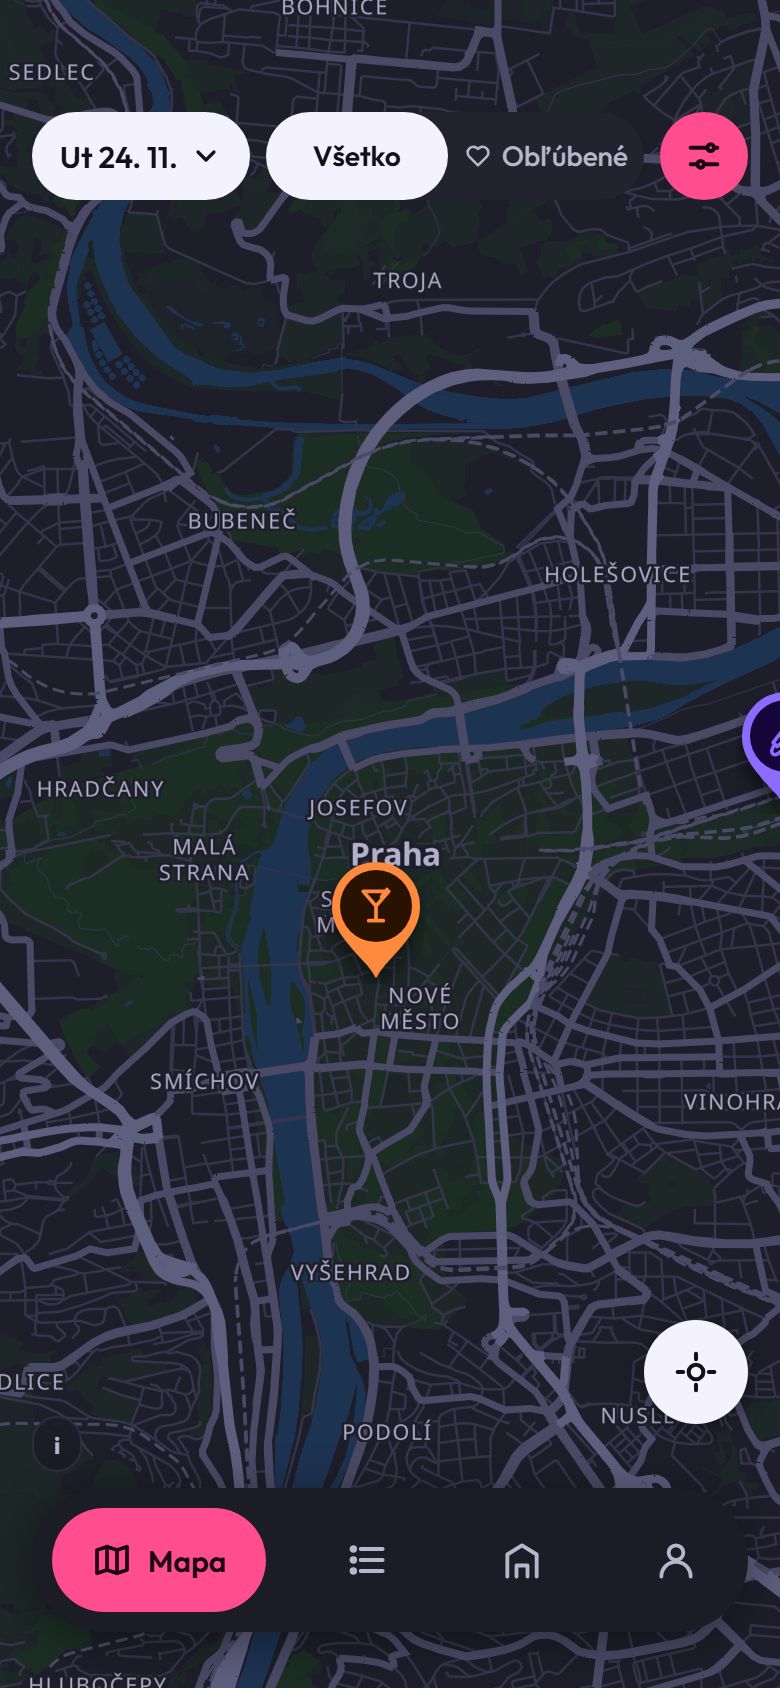 BOHNICE
SEDLEC
Ut 24. 11.
Všetko
Obľúbené
TROJA
BUBENEČ
HOLEŠOVICE
HRADČANY
JOSEFOV
MALÁ
STRANA
Praha
S
M
NOVÉ
MĚSTO
SMÍCHOV
VINOHRA
VYŠEHRAD
DLICE
NUSLE
PODOLÍ
i
Mapa
HLUBOČEPY